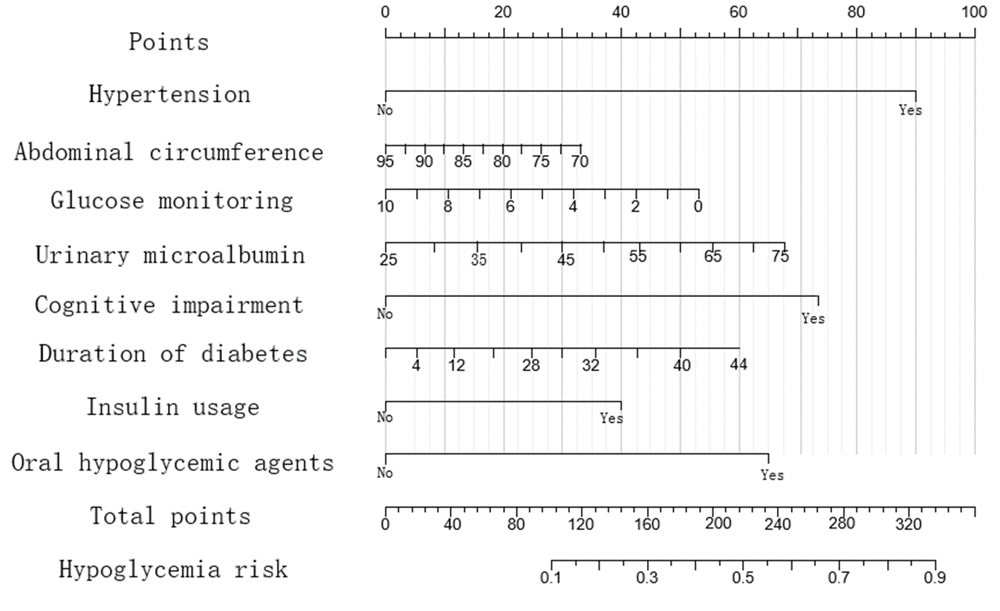 0 20 40 60 80 100
Points
Hypertension
No Yes
Abdominal circumference
95 90 85 80 75 70
Glucose monitoring
10 8 6 4 2 0
Urinary microalbumin
25 35 45 55 65 75
Cognitive impairment
No Yes
Duration of diabetes
4 12 28 32 40 44
Insulin usage
No Yes
Oral hypoglycemic agents
No Yes
Total points
0 40 80 120 160 200 240 280 320
Hypoglycemia risk
0.1 0.3 0.5 0.7 0.9